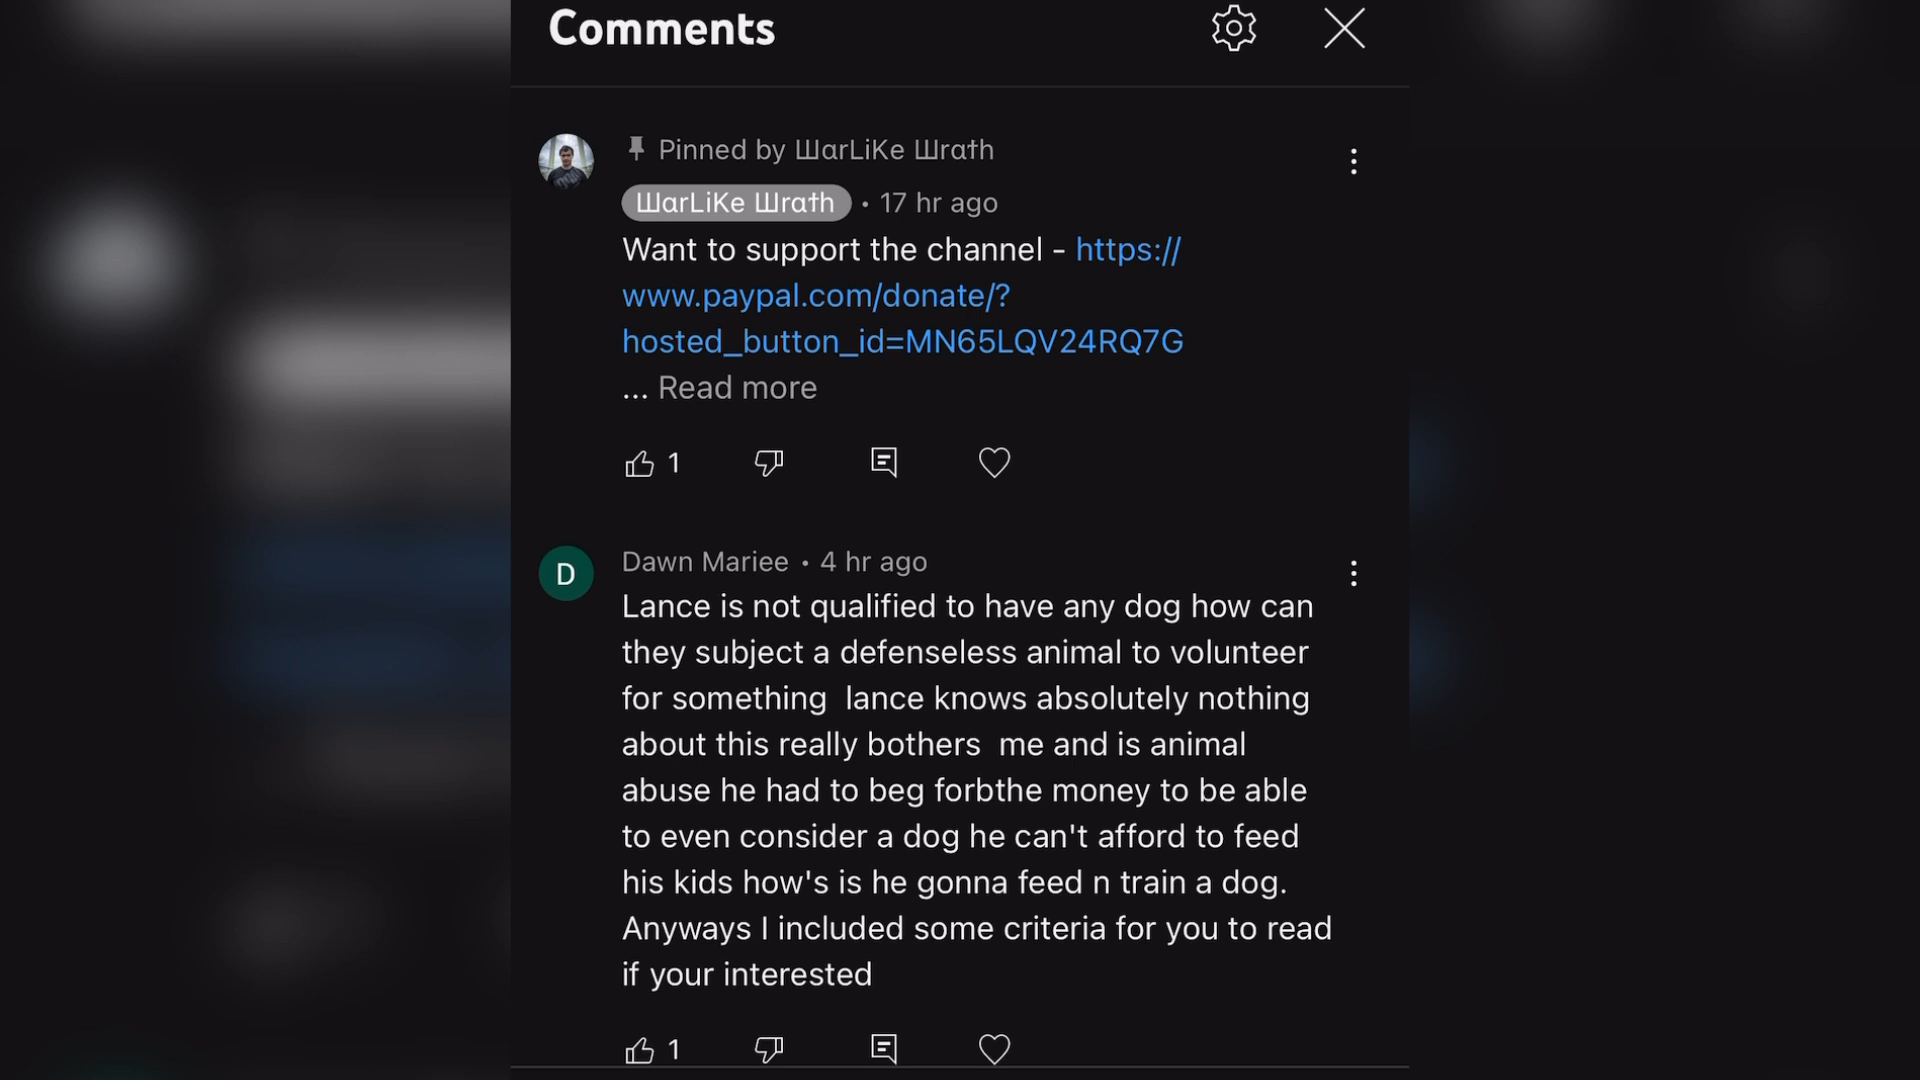 Comments
Pinned by ШarLiKe Шrath
ШarLiKe Шrath • 17 hr ago
Want to support the channel - https://
www.paypal.com/donate/?
hosted_button_id=MN65LQV24RQ7G
... Read more
1
D
Dawn Mariee • 4 hr ago
Lance is not qualified to have any dog how can
they subject a defenseless animal to volunteer
for something  lance knows absolutely nothing
about this really bothers  me and is animal
abuse he had to beg forbthe money to be able
to even consider a dog he can't afford to feed
his kids how's is he gonna feed n train a dog.
Anyways I included some criteria for you to read
if your interested
1